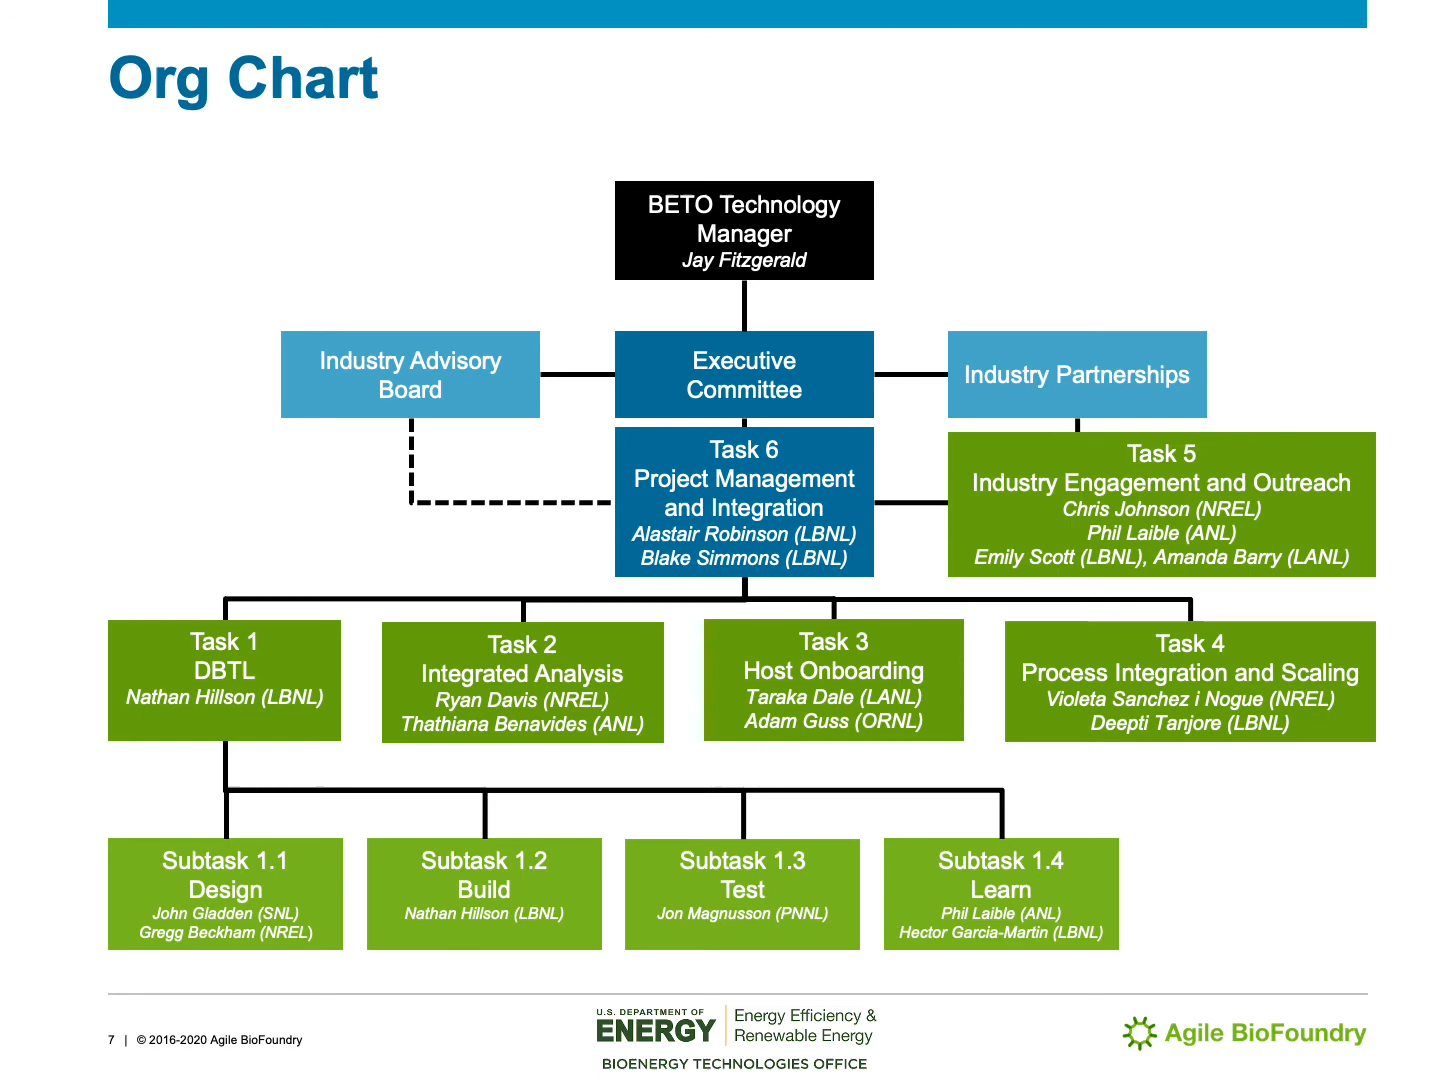 Org Chart
BETO Technology
Manager
Jay Fitzgerald
Industry Advisory
Board
Executive
Committee
Industry Partnerships
Task 6
Project Management
and Integration
Alastair Robinson (LBNL)
Blake Simmons (LBNL)
Task 5
Industry Engagement and Outreach
Chris Johnson (NREL)
Phil Laible (ANL)
Emily Scott (LBNL), Amanda Barry (LANL)
Task 1
DBTL
Nathan Hillson (LBNL)
Task 2
Integrated Analysis
Ryan Davis (NREL)
Thathiana Benavides (ANL)
Task 3
Host Onboarding
Taraka Dale (LANL)
Adam Guss (ORNL)
Task 4
Process Integration and Scaling
Violeta Sanchez i Nogue (NREL)
Deepti Tanjore (LBNL)
Subtask 1.1
Design
John Gladden (SNL)
Gregg Beckham (NREL)
Subtask 1.2
Build
Nathan Hillson (LBNL)
Subtask 1.3
Test
Jon Magnusson (PNNL)
Subtask 1.4
Learn
Phil Laible (ANL)
Hector Garcia-Martin (LBNL)
7 | © 2016-2020 Agile BioFoundry
U.S. DEPARTMENT OF
ENERGY
Energy Efficiency &
Renewable Energy
BIOENERGY TECHNOLOGIES OFFICE
Agile BioFoundry